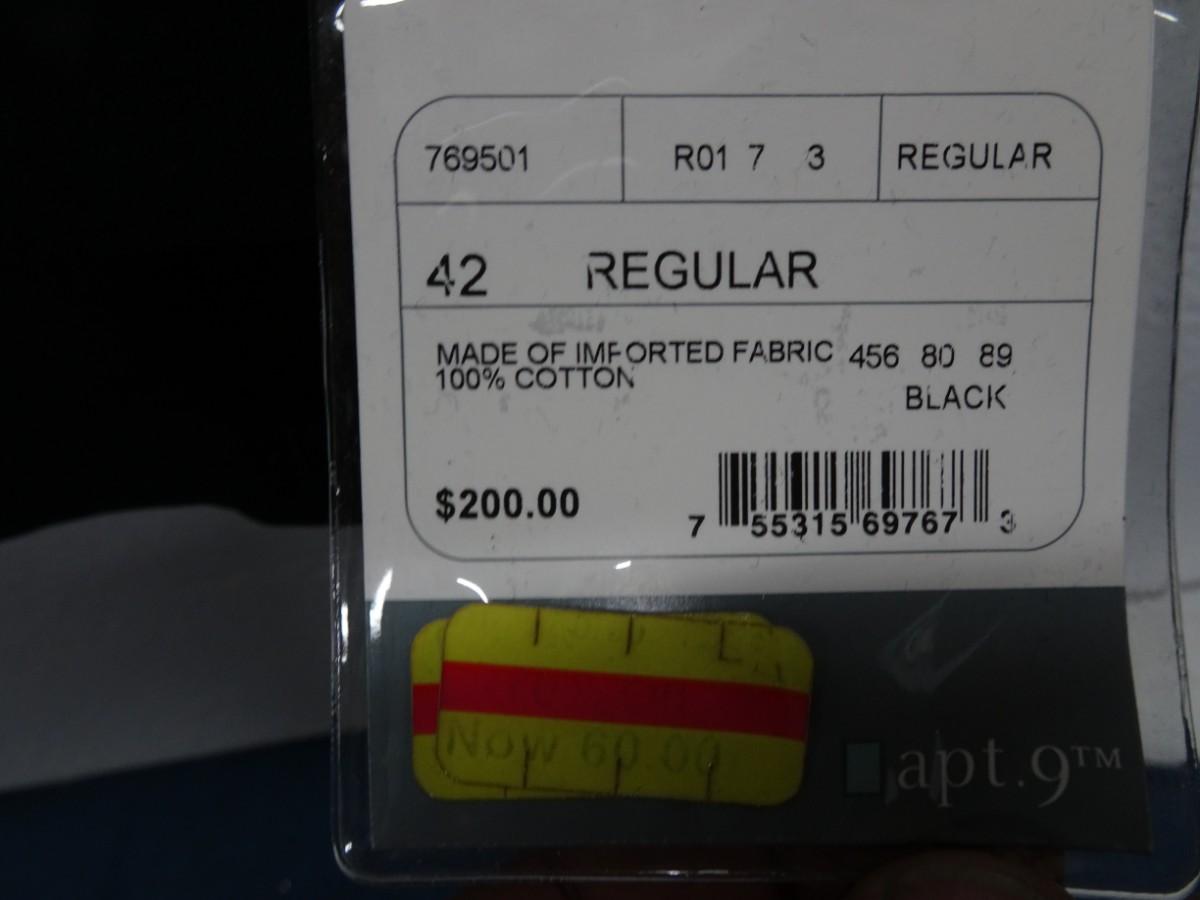 769501 R01 7 3 REGULAR
42 REGULAR
MADE OF IMPORTED FABRIC 456 80 89
100% COTTON
BLACK
$200.00
7 55315 69767 3
Now 60.00
apt.9™